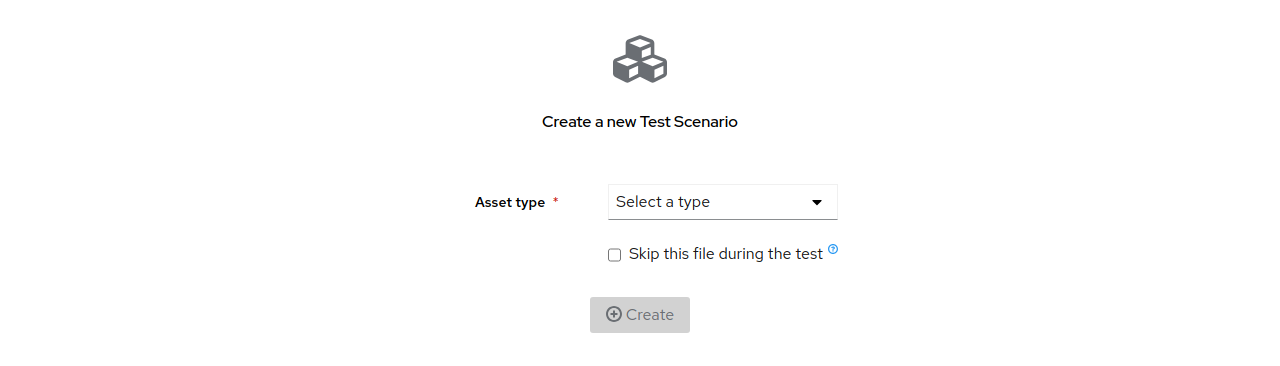 Create a new Test Scenario
Asset type *
Select a type
Skip this file during the test
Create